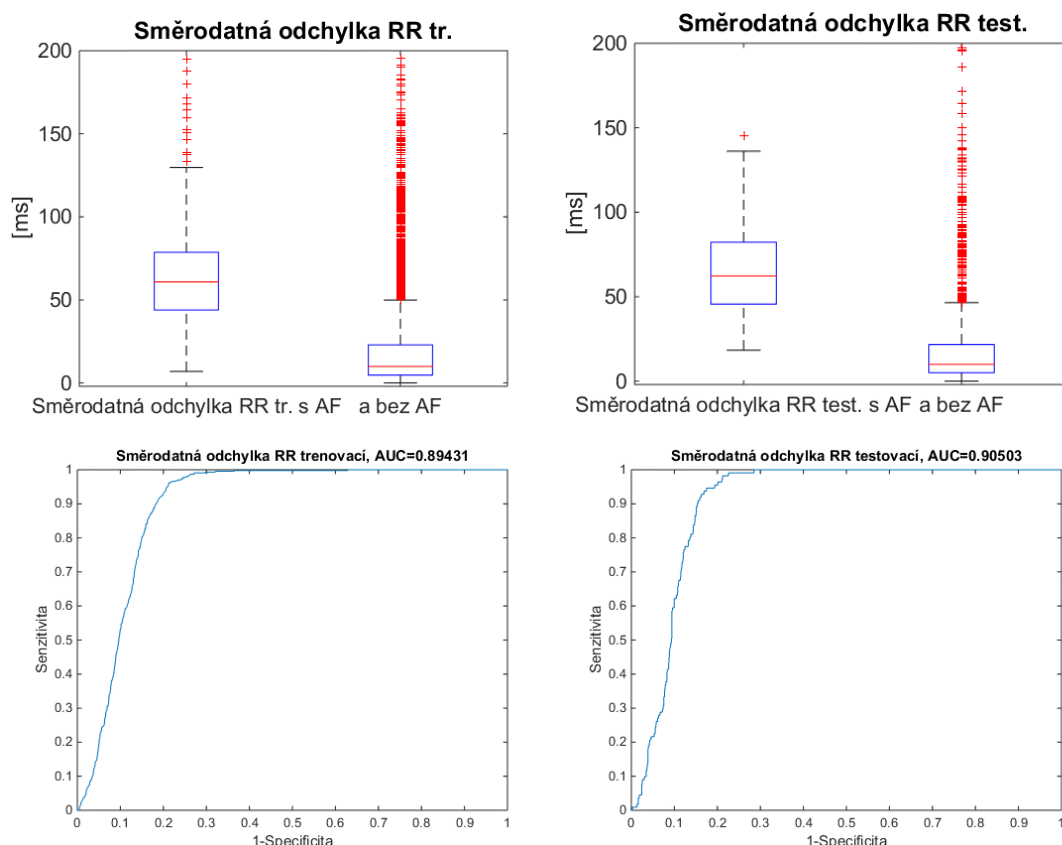 Směrodatná odchylka RR tr.
200
150
100
50
0
[ms]
Směrodatná odchylka RR tr. s AF a bez AF
Směrodatná odchylka RR test.
200
150
100
50
0
[ms]
Směrodatná odchylka RR test. s AF a bez AF
Směrodatná odchylka RR trenovací, AUC=0.89431
1
0.9
0.8
0.7
0.6
0.5
0.4
0.3
0.2
0.1
0
Senzitivita
0 0.1 0.2 0.3 0.4 0.5 0.6 0.7 0.8 0.9 1
1-Specificita
Směrodatná odchylka RR testovací, AUC=0.90503
1
0.9
0.8
0.7
0.6
0.5
0.4
0.3
0.2
0.1
0
Senzitivita
0 0.1 0.2 0.3 0.4 0.5 0.6 0.7 0.8 0.9 1
1-Specificita